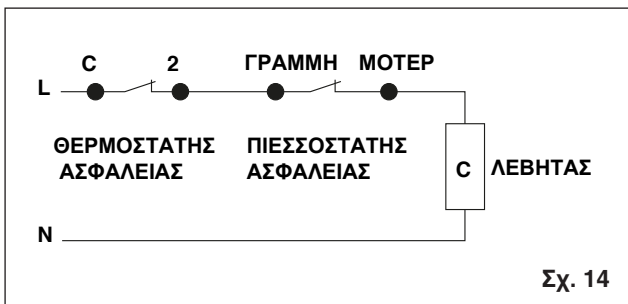 C 2 ΓΡΑΜΜΗ ΜΟΤΕΡ
L
ΘΕΡΜΟΣΤΑΤΗΣ ΠΙΕΣΣΟΣΤΑΤΗΣ
ΑΣΦΑΛΕΙΑΣ ΑΣΦΑΛΕΙΑΣ
C ΛΕΒΗΤΑΣ
N
Σχ. 14